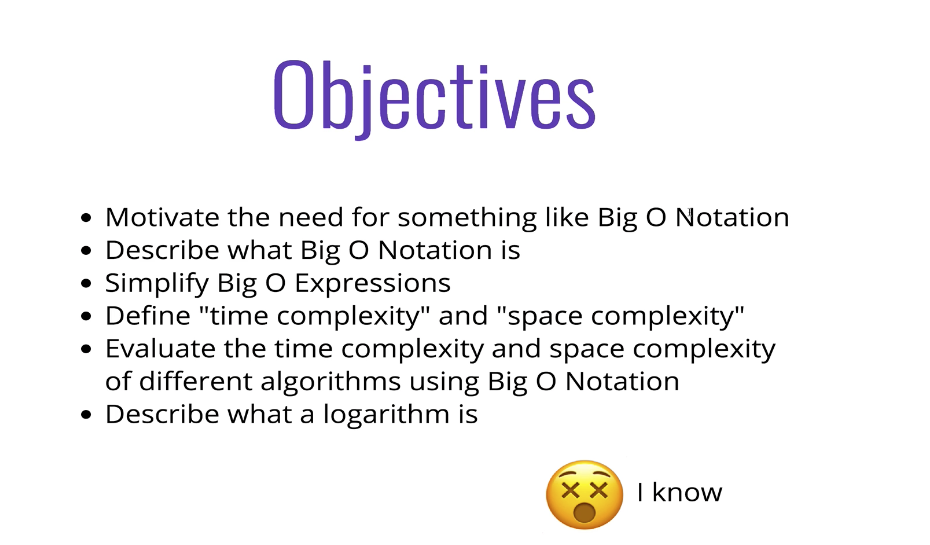 Objectives
• Motivate the need for something like Big O Notation
• Describe what Big O Notation is
• Simplify Big O Expressions
• Define "time complexity" and "space complexity"
• Evaluate the time complexity and space complexity
of different algorithms using Big O Notation
• Describe what a logarithm is
I know